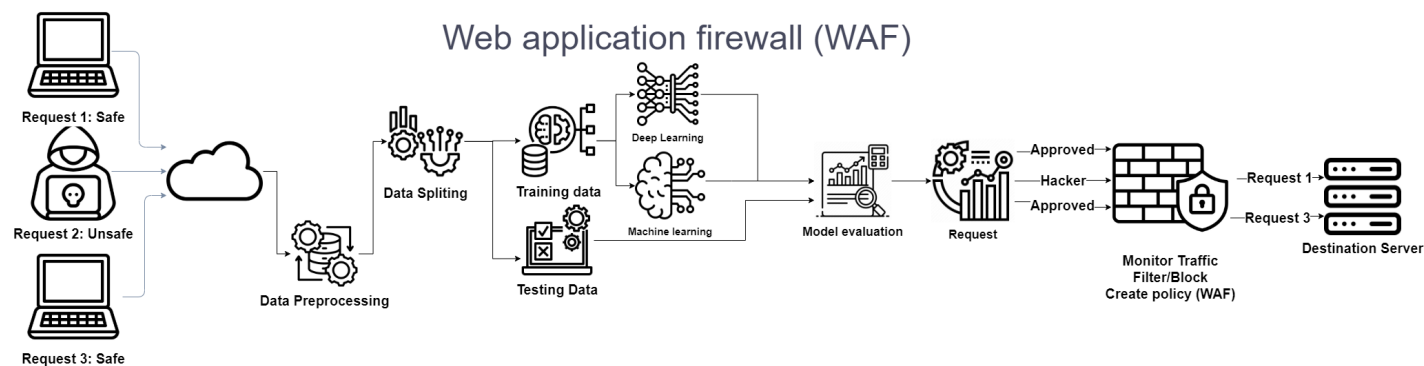 Web application firewall (WAF)
Request 1: Safe
Request 2: Unsafe
Request 3: Safe
Data Preprocessing
Data Spliting
Training data
Testing Data
Deep Learning
Machine learning
Model evaluation
Request
Approved
Hacker
Approved
Monitor Traffic
Filter/Block
Create policy (WAF)
Request 1
Request 3
Destination Server